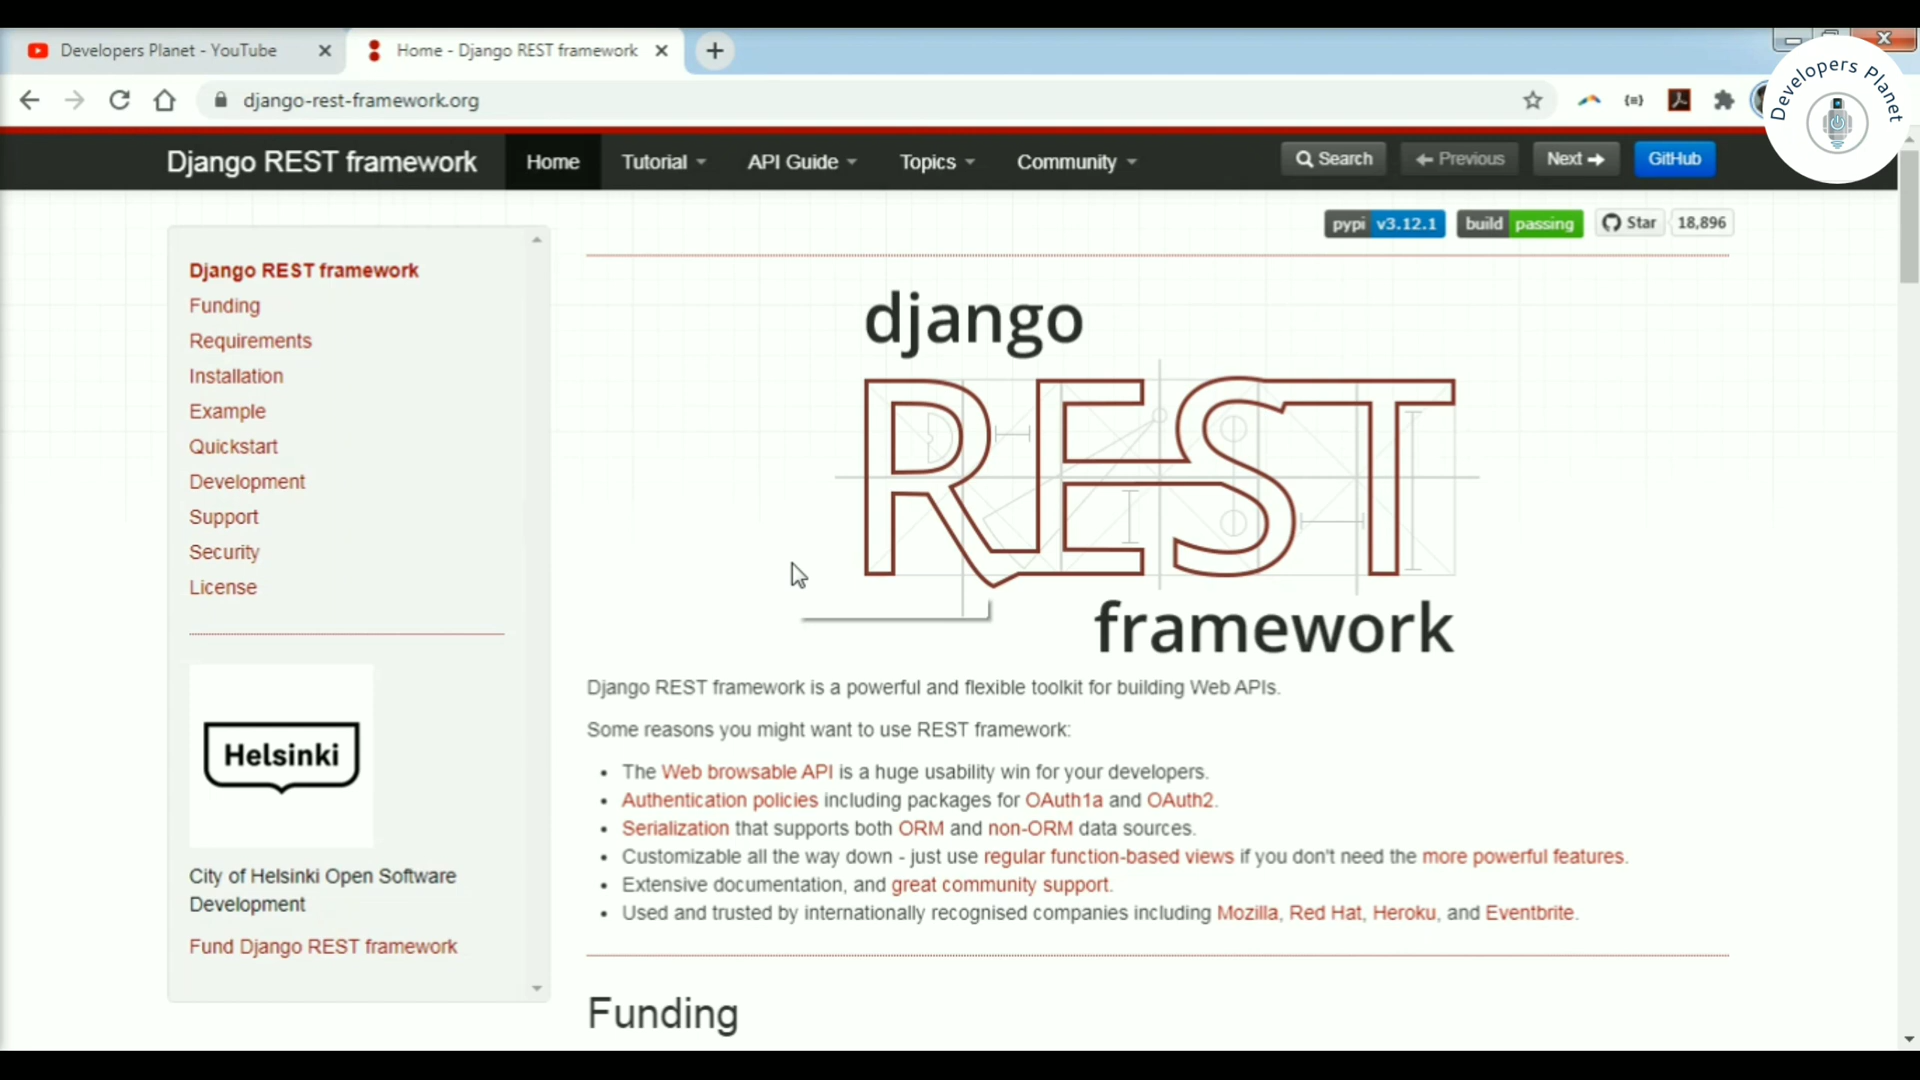 Developers Planet - YouTube
Home - Django REST framework
django-rest-framework.org
Developers Planet
Django REST framework
Home
Tutorial
API Guide
Topics
Community
Search
Previous
Next
GitHub
pypi v3.12.1
build passing
Star 18,896
Django REST framework
Funding
Requirements
Installation
Example
Quickstart
Development
Support
Security
License
Helsinki
City of Helsinki Open Software
Development
Fund Django REST framework
django
REST
framework
Django REST framework is a powerful and flexible toolkit for building Web APIs.
Some reasons you might want to use REST framework:
• The Web browsable API is a huge usability win for your developers.
• Authentication policies including packages for OAuth1a and OAuth2.
• Serialization that supports both ORM and non-ORM data sources.
• Customizable all the way down - just use regular function-based views if you don't need the more powerful features.
• Extensive documentation, and great community support.
• Used and trusted by internationally recognised companies including Mozilla, Red Hat, Heroku, and Eventbrite.
Funding